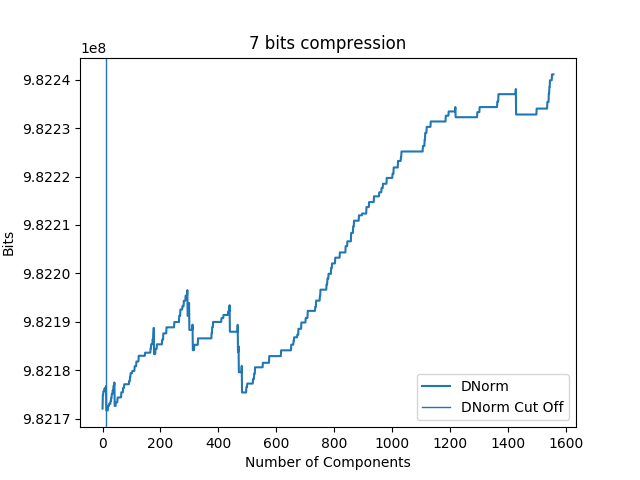 7 bits compression
1e8
9.8224
9.8223
9.8222
9.8221
9.8220
9.8219
9.8218
9.8217
Bits
0 200 400 600 800 1000 1200 1400 1600
Number of Components
DNorm
DNorm Cut Off